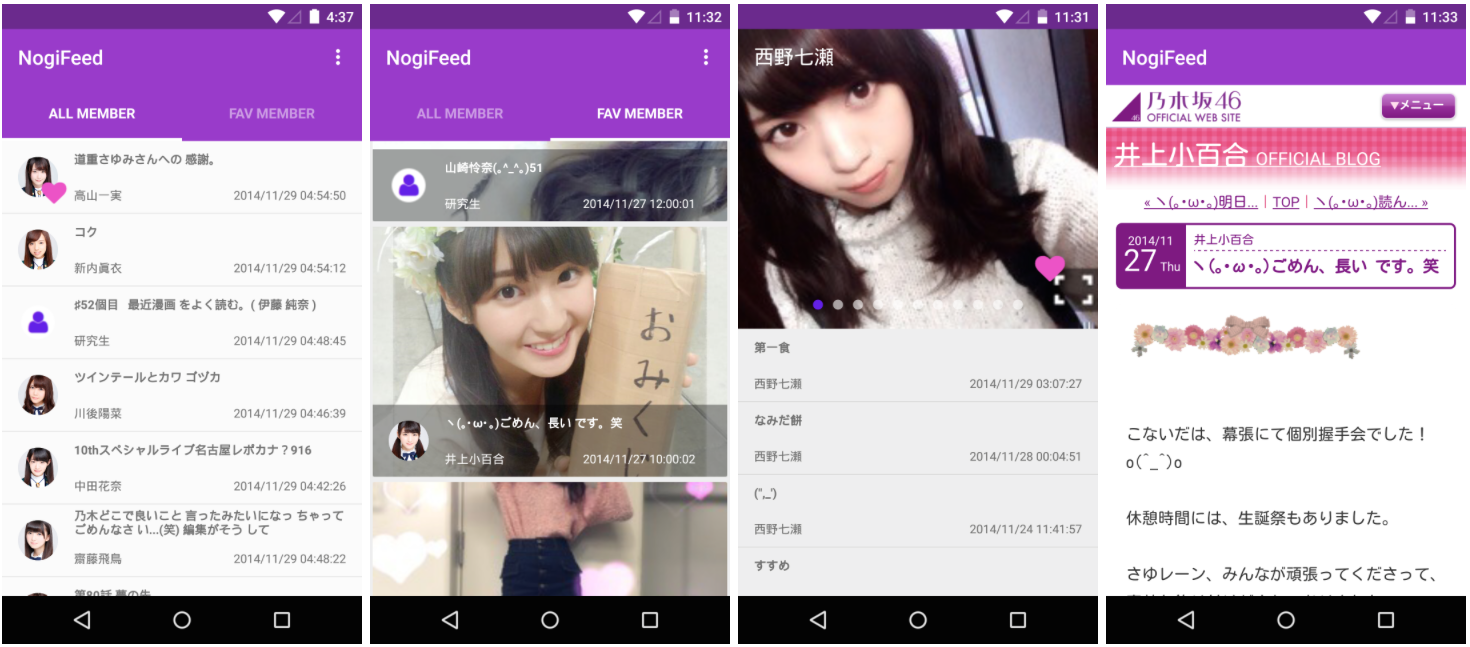 4:37
NogiFeed
ALL MEMBER
FAV MEMBER
道重さゆみさんへの 感謝。
高山一実
2014/11/29 04:54:50
コク
新内眞衣
2014/11/29 04:54:12
♯52個目 最近漫画 をよく読む。( 伊藤 純奈 )
研究生
2014/11/29 04:48:45
ツインテールとカワ ゴヅカ
川後陽菜
2014/11/29 04:46:39
10thスペシャルライブ名古屋レポカナ？916
中田花奈
2014/11/29 04:42:26
乃木どこで良いこと 言ったみたいになっ ちゃって
ごめんなさ い...(笑) 編集がそう して
齋藤飛鳥
2014/11/29 04:48:22
第80話 夢の先
11:32
NogiFeed
ALL MEMBER
FAV MEMBER
山崎怜奈(｡^_^｡)51
研究生
2014/11/27 12:00:01
おみく
ヽ(｡･ω･｡)ごめん、長い です。笑
井上小百合
2014/11/27 10:00:02
11:31
西野七瀬
第一食
西野七瀬
2014/11/29 03:07:27
なみだ餅
西野七瀬
2014/11/28 00:04:51
(",_')
西野七瀬
2014/11/24 11:41:57
すすめ
11:33
NogiFeed
乃木坂46
OFFICIAL WEB SITE
▼メニュー
井上小百合 OFFICIAL BLOG
« ヽ(｡･ω･｡)明日... | TOP | ヽ(｡･ω･｡)読ん... »
2014/11
27 Thu
井上小百合
ヽ(｡･ω･｡)ごめん、長い です。笑
こないだは、幕張にて個別握手会でした！
o(^_^)o
休憩時間には、生誕祭もありました。
さゆレーン、みんなが頑張ってくださって、